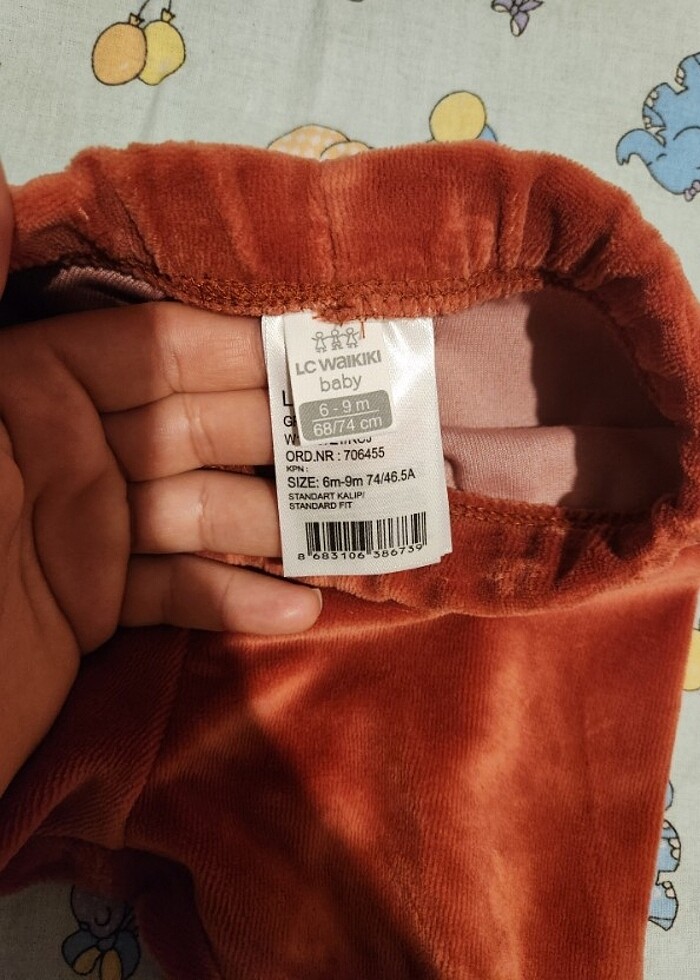 LC WAIKIKI
baby
6 - 9 m
68/74 cm
ORD.NR : 706455
KPN :
SIZE: 6m-9m 74/46.5A
STANDART KALIP/
STANDARD FIT
8 683106 386739